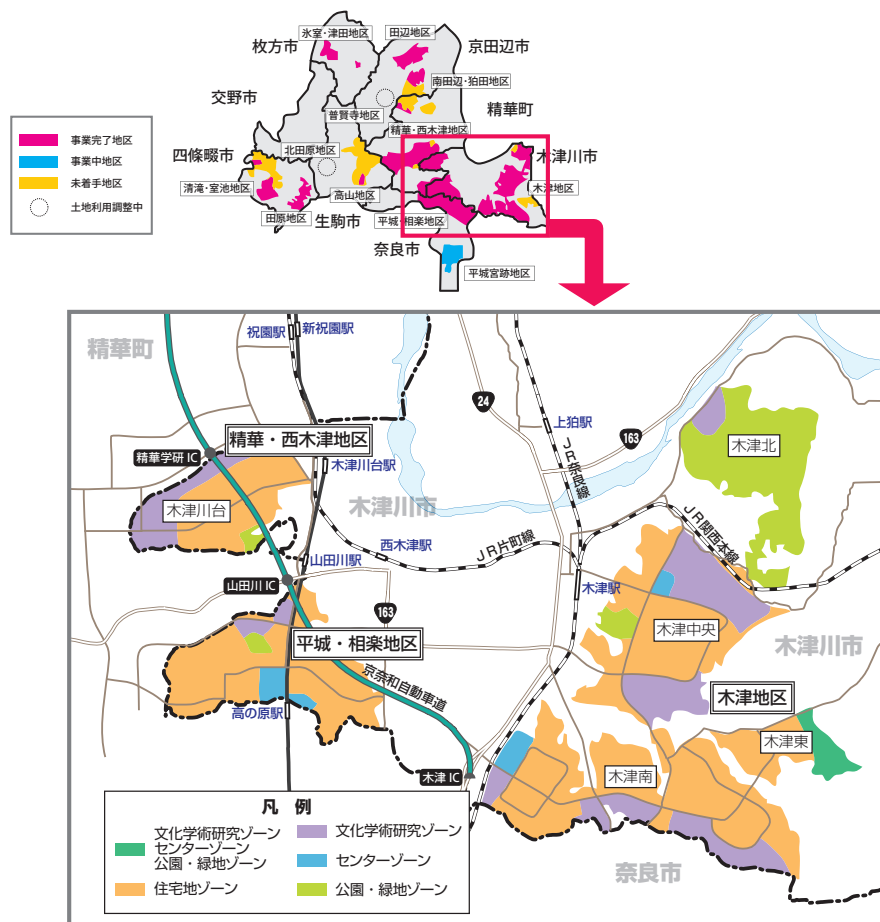 氷室・津田地区
田辺地区
枚方市
京田辺市
南田辺・狛田地区
交野市
精華町
普賢寺地区
事業完了地区
事業中地区
未着手地区
土地利用調整中
精華・西木津地区
北田原地区
四條畷市
木津川市
清滝・室池地区
高山地区
木津地区
田原地区
生駒市
平城・相楽地区
奈良市
平城宮跡地区
祝園駅
新祝園駅
精華町
24
上狛駅
163
精華・西木津地区
木津北
精華学研 IC
木津川台駅
JR奈良線
木津川台
木津川市
JR関西本線
西木津駅
JR片町線
山田川駅
山田川 IC
木津駅
163
木津中央
平城・相楽地区
木津川市
京奈和自動車道
木津地区
高の原駅
木津東
木津 IC
木津南
凡 例
文化学術研究ゾーン
センターゾーン
公園・緑地ゾーン
文化学術研究ゾーン
センターゾーン
住宅地ゾーン
公園・緑地ゾーン
奈良市